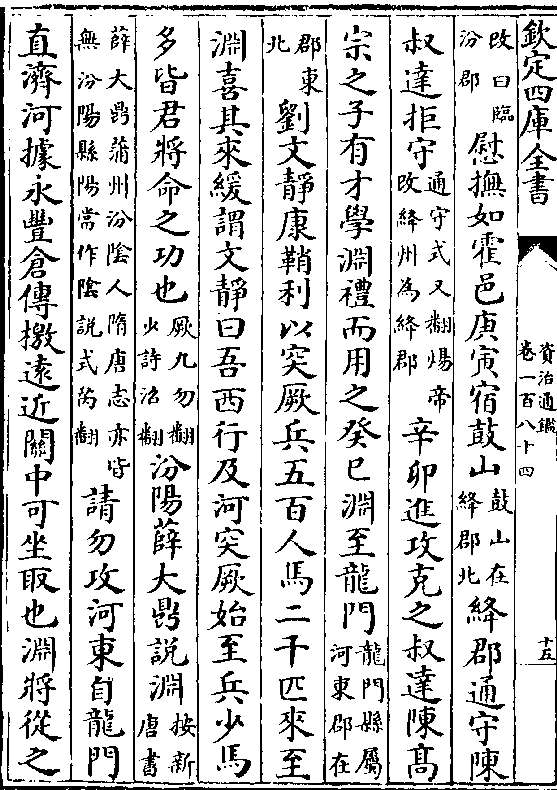 欽定四庫全書
資治通鑑
卷一百八十四
十五
改曰臨
汾郡
慰撫如霍邑庚寅宿鼓山
鼓山在
絳郡北
絳郡通守陳
叔達拒守
通守式又翻煬帝
改絳州為絳郡
辛卯進攻克之叔達陳高
宗之子有才學淵禮而用之癸巳淵至龍門
龍門縣屬
河東郡在
郡東
北
劉文靜康鞘利以突厥兵五百人馬二千匹來至
淵喜其來緩謂文靜曰吾西行及河突厥始至兵少馬
多皆君將命之功也
厥九勿翻
少詩沼翻
汾陽薛大鼎說淵
按新
唐書
薛大鼎蒲州汾陰人隋唐志亦皆
無汾陽縣陽當作陰說式芮翻
請勿攻河東自龍門
直濟河據永豐倉傳檄遠近關中可坐取也淵將從之